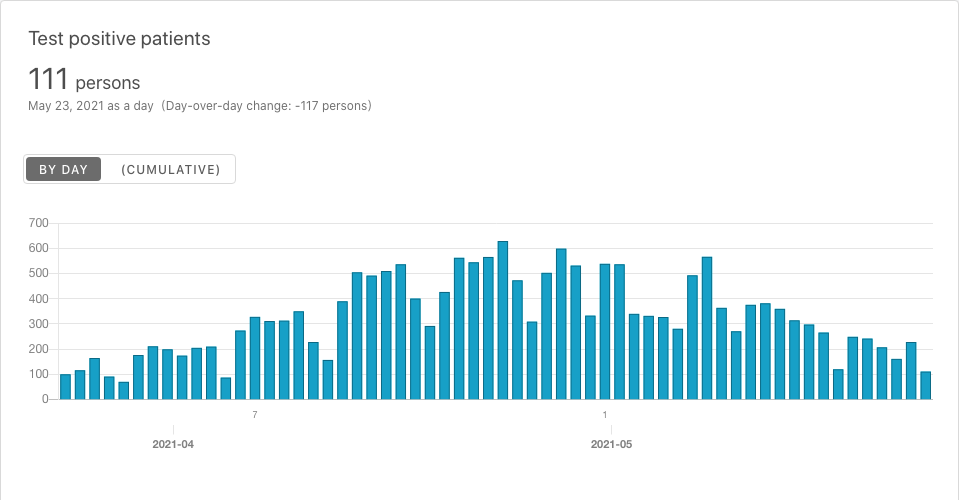 Test positive patients
111 persons
May 23, 2021 as a day (Day-over-day change: -117 persons)
BY DAY (CUMULATIVE)
700
600
500
400
300
200
100
0
7 1
2021-04 2021-05